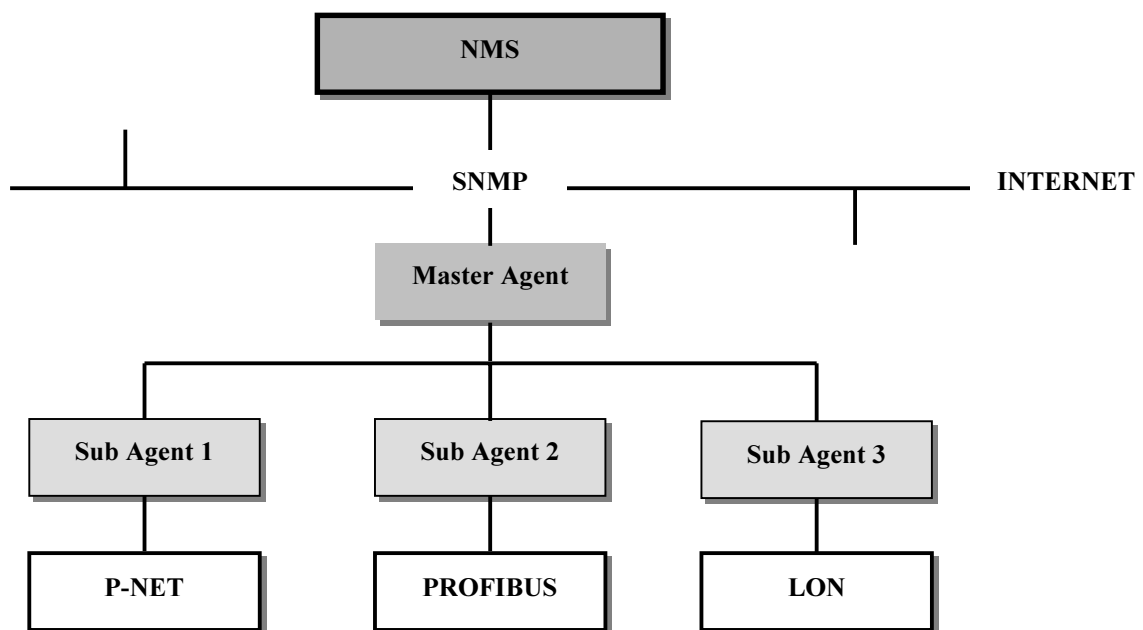 NMS
SNMP
INTERNET
Master Agent
Sub Agent 1
Sub Agent 2
Sub Agent 3
P-NET
PROFIBUS
LON